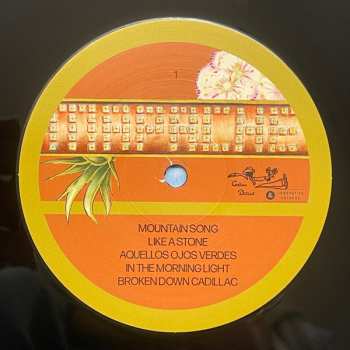 1
MOUNTAIN SONG
LIKE A STONE
AQUELLOS OJOS VERDES
IN THE MORNING LIGHT
BROKEN DOWN CADILLAC